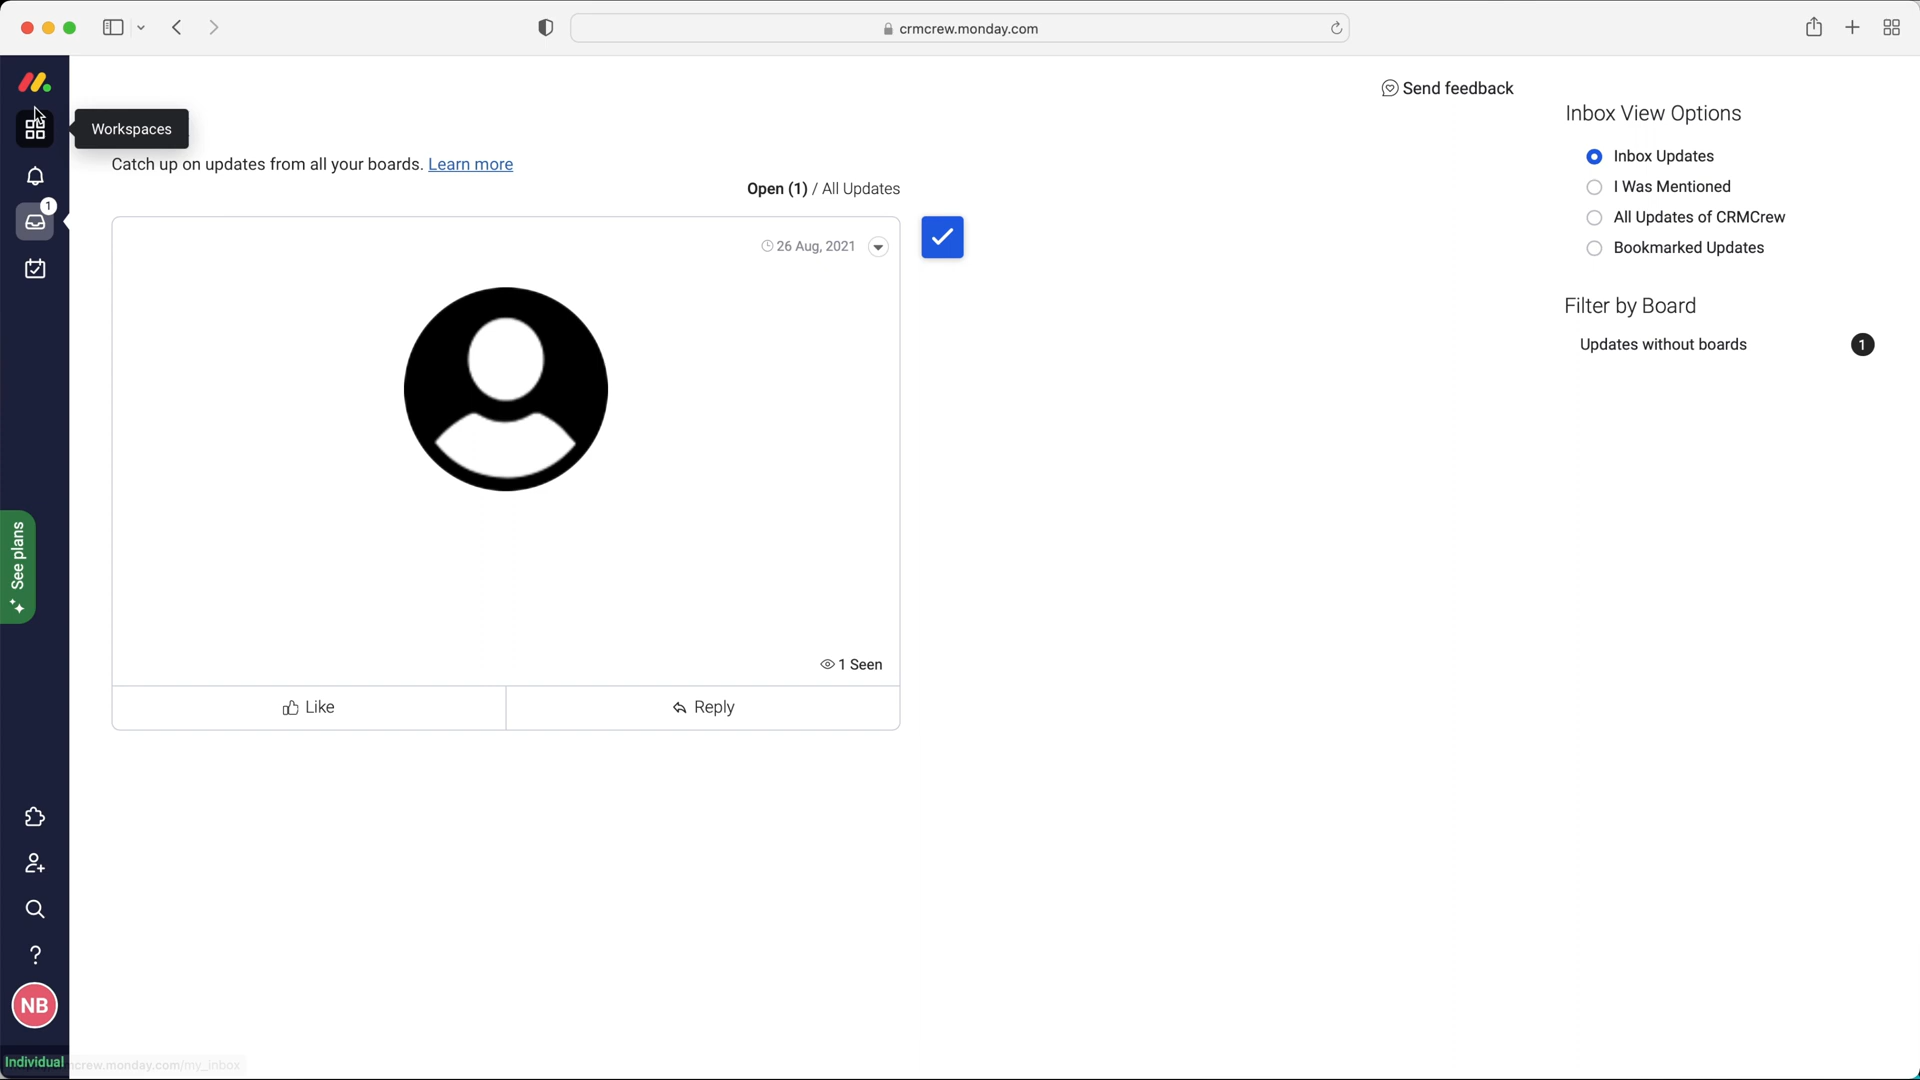 crmcrew.monday.com
Send feedback
Workspaces
Inbox View Options
Catch up on updates from all your boards. Learn more
Inbox Updates
Open (1) / All Updates
I Was Mentioned
1
All Updates of CRMCrew
26 Aug, 2021
Bookmarked Updates
Filter by Board
Updates without boards 1
See plans
1 Seen
Like
Reply
?
NB
Individual
ncrew.monday.com/my_inbox